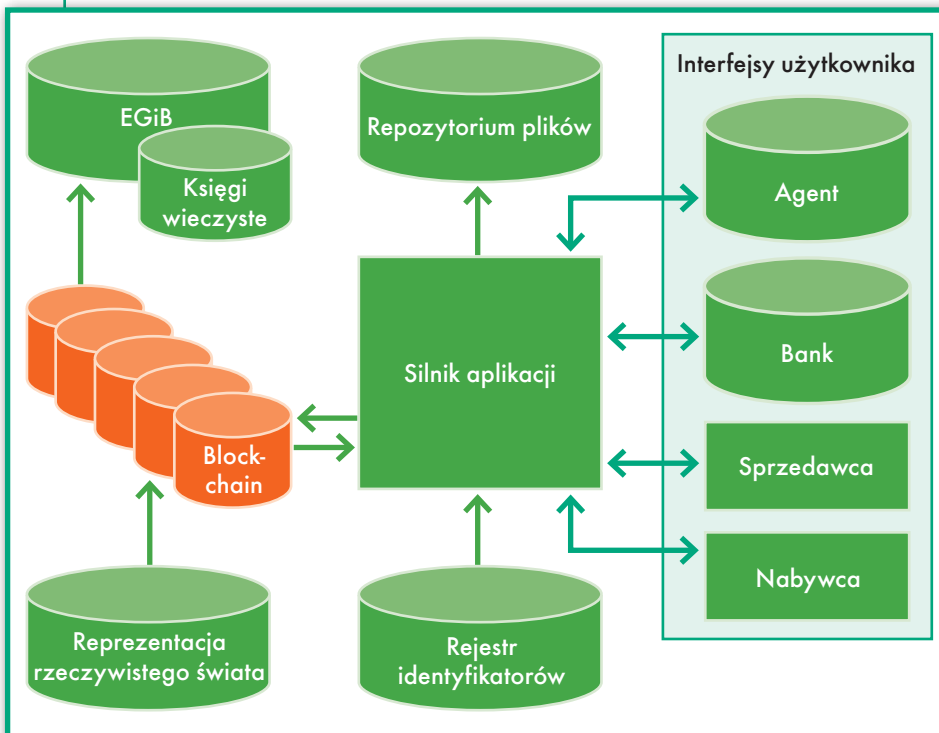 EGiB
Księgi
wieczyste
Repozytorium plików
Interfejsy użytkownika
Agent
Bank
Sprzedawca
Nabywca
Silnik aplikacji
Block-
chain
Reprezentacja
rzeczywistego świata
Rejestr
identyfikatorów